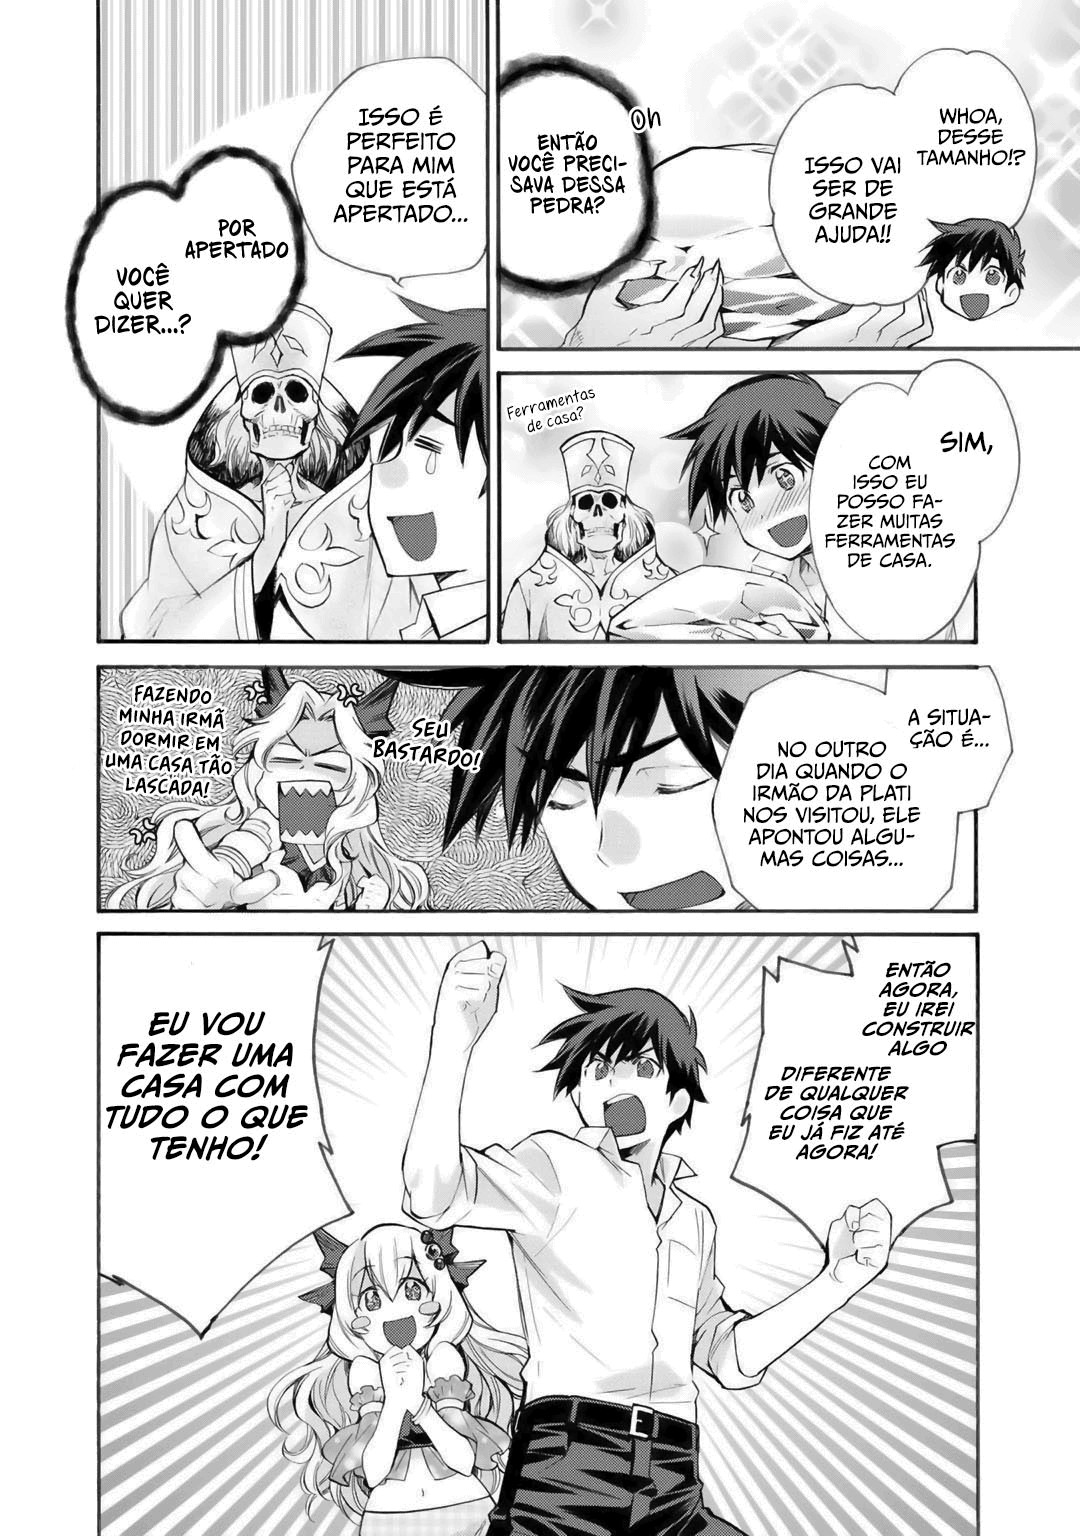 WHOA,
DESSE
TAMANHO!?
ISSO VAI
SER DE
GRANDE
AJUDA!!
Oh
ENTÃO
VOCÊ PRECI-
SAVA DESSA
PEDRA?
SIM,
COM
ISSO EU
POSSO FA-
ZER MUITAS
FERRAMENTAS
DE CASA.
Ferramentas
de casa?
ISSO É
PERFEITO
PARA MIM
QUE ESTÁ
APERTADO...
POR
APERTADO
VOCÊ
QUER
DIZER...?
A SITUA-
ÇÃO É...
NO OUTRO
DIA QUANDO O
IRMÃO DA PLATI
NOS VISITOU, ELE
APONTOU ALGU-
MAS COISAS...
SEU
BASTARDO!
FAZENDO
MINHA IRMÃ
DORMIR EM
UMA CASA TÃO
LASCADA!
ENTÃO
AGORA,
EU IREI
CONSTRUIR
ALGO
DIFERENTE
DE QUALQUER
COISA QUE
EU JÁ FIZ ATÉ
AGORA!
EU VOU
FAZER UMA
CASA COM
TUDO O QUE
TENHO!